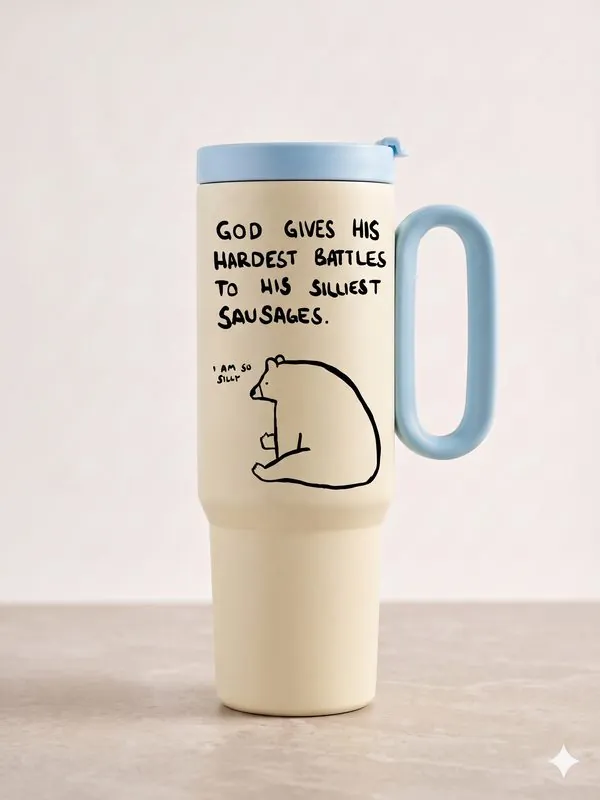 GOD GIVES HIS
HARDEST BATTLES
TO HIS SILLIEST
SAUSAGES.
I AM SO
SILLY